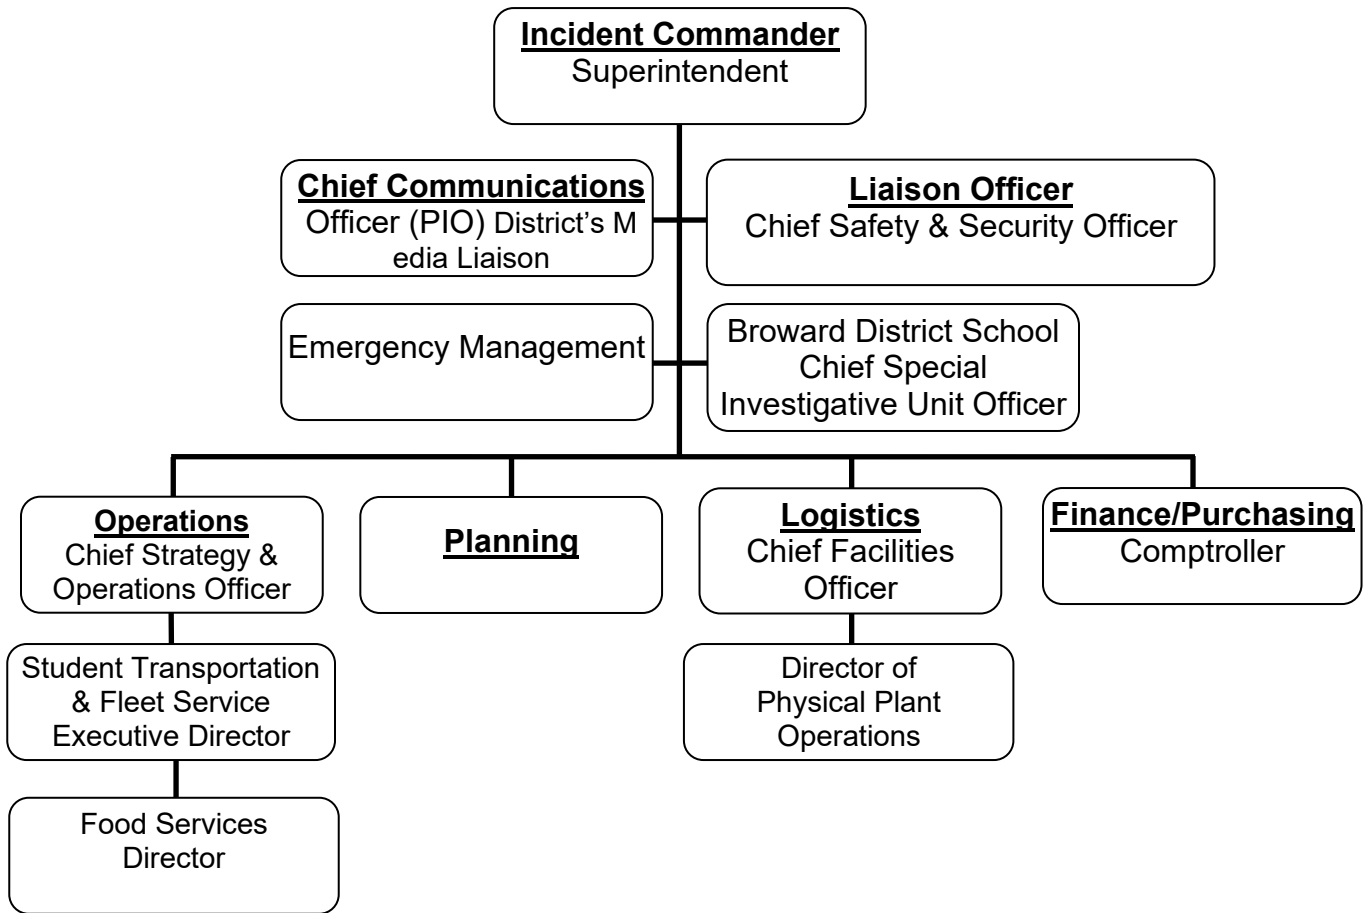 Incident Commander
Superintendent
Chief Communications
Officer (PIO) District’s M
edia Liaison
Liaison Officer
Chief Safety & Security Officer
Emergency Management
Broward District School
Chief Special
Investigative Unit Officer
Operations
Chief Strategy &
Operations Officer
Planning
Logistics
Chief Facilities
Officer
Finance/Purchasing
Comptroller
Student Transportation
& Fleet Service
Executive Director
Director of
Physical Plant
Operations
Food Services
Director